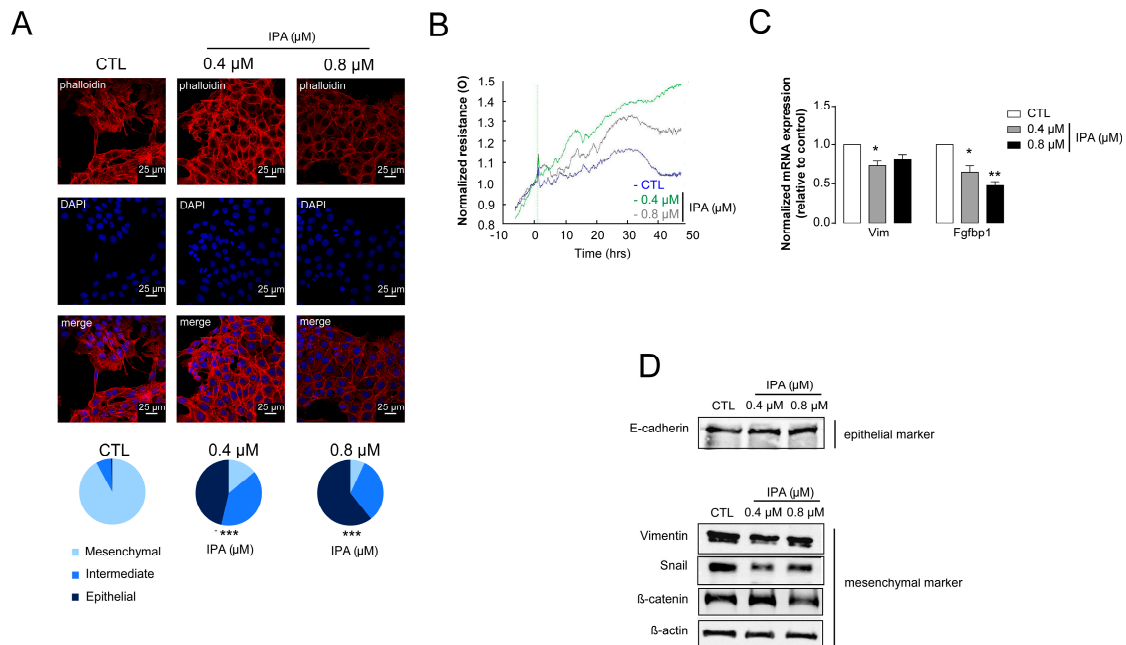 A
IPA (µM)
CTL
0.4 µM
0.8 µM
phalloidin
phalloidin
phalloidin
25 µm
25 µm
25 µm
DAPI
DAPI
DAPI
25 µm
25 µm
25 µm
merge
merge
merge
25 µm
25 µm
25 µm
CTL
0.4 µM
0.8 µM
- ***
***
IPA (µM)
IPA (µM)
Mesenchymal
Intermediate
Epithelial
B
Normalized resistance (O)
1.5
1.4
1.3
1.2
1.1
1.0
0.9
0.8
-10
0
10
20
30
40
50
Time (hrs)
- CTL
- 0.4 µM
- 0.8 µM
IPA (µM)
C
Normalized mRNA expression
(relative to control)
1.5
1.0
0.5
0.0
*
*
**
Vim
Fgfbp1
CTL
0.4 µM
0.8 µM
IPA (µM)
D
IPA (µM)
CTL
0.4 µM
0.8 µM
E-cadherin
epithelial marker
IPA (µM)
CTL
0.4 µM
0.8 µM
Vimentin
Snail
ß-catenin
ß-actin
mesenchymal marker